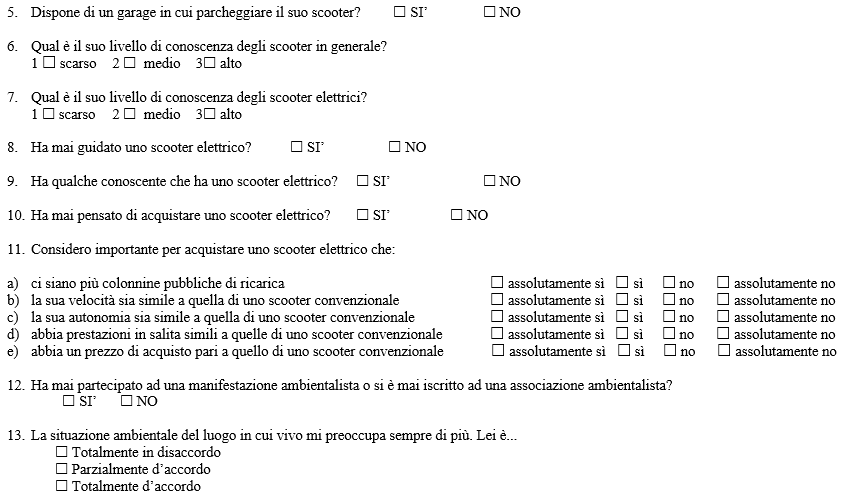 5. Dispone di un garage in cui parcheggiare il suo scooter? ☐ SI' ☐ NO
6. Qual è il suo livello di conoscenza degli scooter in generale?
1 ☐ scarso 2 ☐ medio 3☐ alto
7. Qual è il suo livello di conoscenza degli scooter elettrici?
1 ☐ scarso 2 ☐ medio 3☐ alto
8. Ha mai guidato uno scooter elettrico? ☐ SI' ☐ NO
9. Ha qualche conoscente che ha uno scooter elettrico? ☐ SI' ☐ NO
10. Ha mai pensato di acquistare uno scooter elettrico? ☐ SI' ☐ NO
11. Considero importante per acquistare uno scooter elettrico che:
a) ci siano più colonnine pubbliche di ricarica ☐ assolutamente sì ☐ sì ☐ no ☐ assolutamente no
b) la sua velocità sia simile a quella di uno scooter convenzionale ☐ assolutamente sì ☐ sì ☐ no ☐ assolutamente no
c) la sua autonomia sia simile a quella di uno scooter convenzionale ☐ assolutamente sì ☐ sì ☐ no ☐ assolutamente no
d) abbia prestazioni in salita simili a quelle di uno scooter convenzionale ☐ assolutamente sì ☐ sì ☐ no ☐ assolutamente no
e) abbia un prezzo di acquisto pari a quello di uno scooter convenzionale ☐ assolutamente sì ☐ sì ☐ no ☐ assolutamente no
12. Ha mai partecipato ad una manifestazione ambientalista o si è mai iscritto ad una associazione ambientalista?
☐ SI' ☐ NO
13. La situazione ambientale del luogo in cui vivo mi preoccupa sempre di più. Lei è...
☐ Totalmente in disaccordo
☐ Parzialmente d'accordo
☐ Totalmente d'accordo